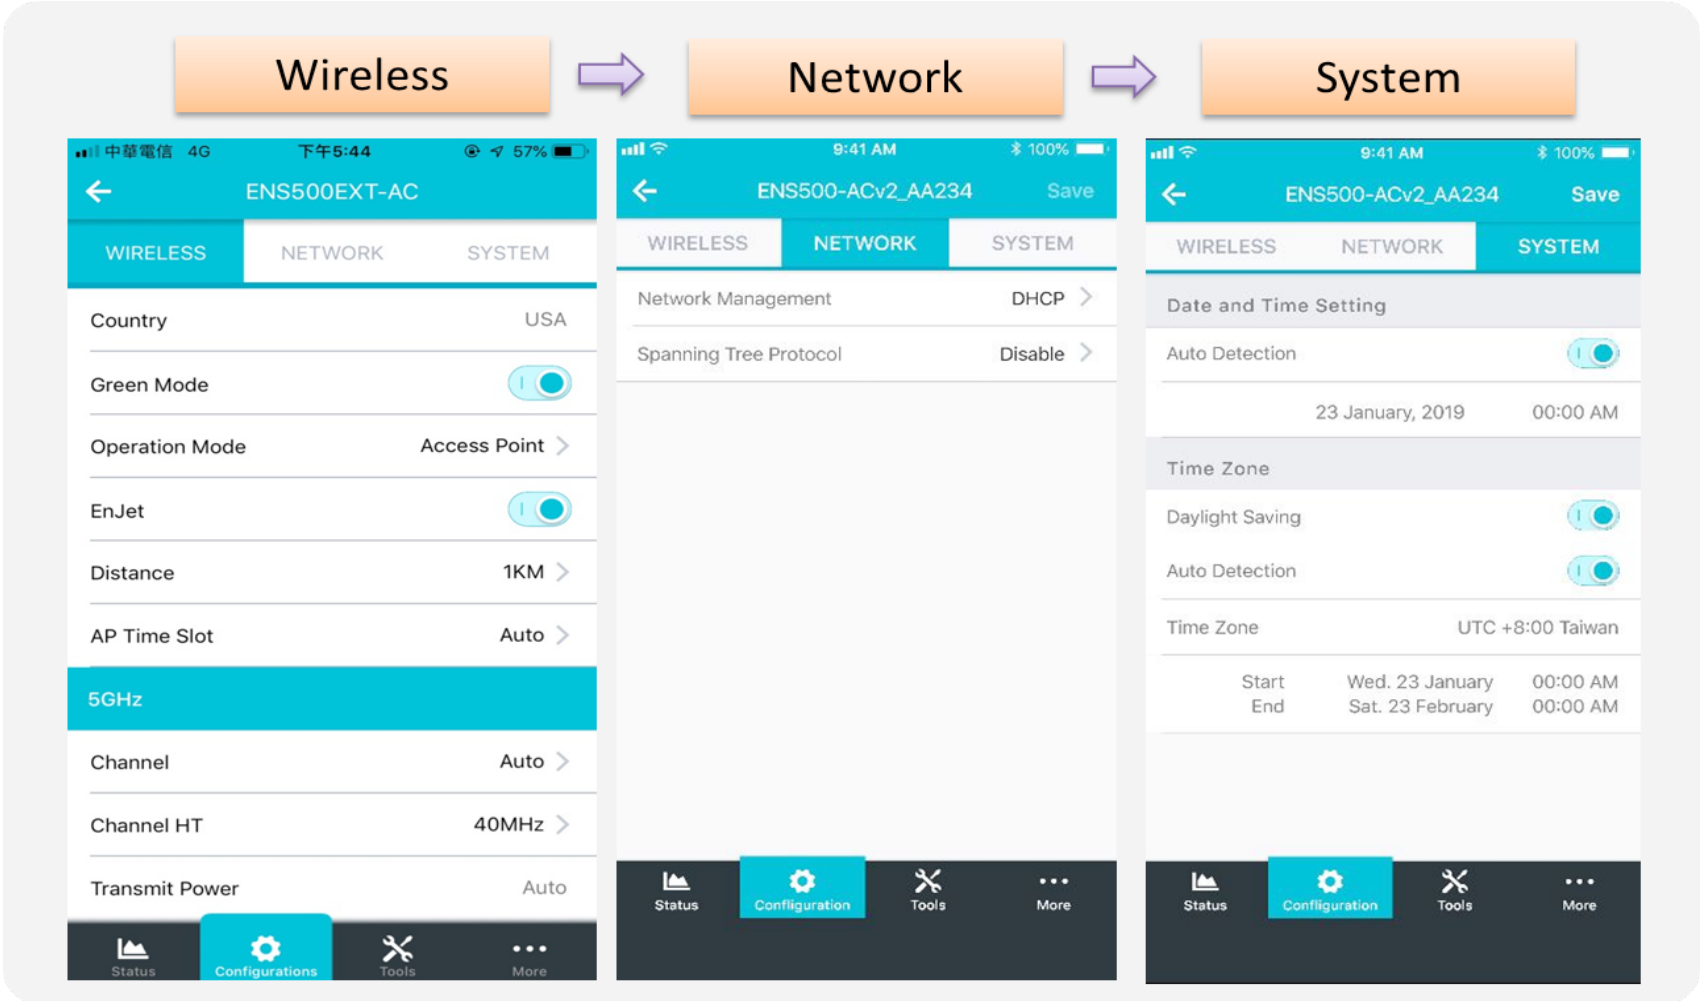 Wireless
Network
System
中華電信 4G 下午5:44 57%
ENS500EXT-AC
WIRELESS NETWORK SYSTEM
Country USA
Green Mode
Operation Mode Access Point
EnJet
Distance 1KM
AP Time Slot Auto
5GHz
Channel Auto
Channel HT 40MHz
Transmit Power Auto
Status Configurations Tools More
9:41 AM 100%
ENS500-ACv2_AA234 Save
WIRELESS NETWORK SYSTEM
Network Management DHCP
Spanning Tree Protocol Disable
Status Confliguration Tools More
9:41 AM 100%
ENS500-ACv2_AA234 Save
WIRELESS NETWORK SYSTEM
Date and Time Setting
Auto Detection
23 January, 2019 00:00 AM
Time Zone
Daylight Saving
Auto Detection
Time Zone UTC +8:00 Taiwan
Start Wed. 23 January 00:00 AM
End Sat. 23 February 00:00 AM
Status Confliguration Tools More